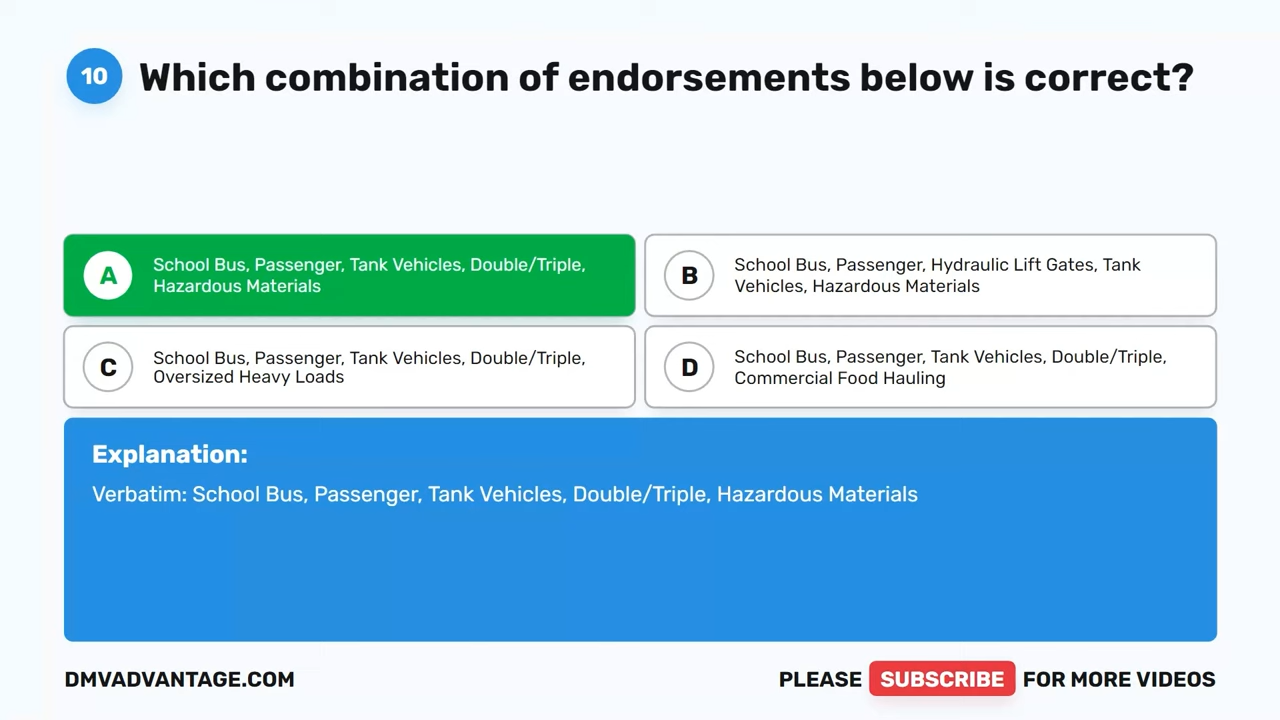 10 Which combination of endorsements below is correct?
A School Bus, Passenger, Tank Vehicles, Double/Triple,
Hazardous Materials
B School Bus, Passenger, Hydraulic Lift Gates, Tank
Vehicles, Hazardous Materials
C School Bus, Passenger, Tank Vehicles, Double/Triple,
Oversized Heavy Loads
D School Bus, Passenger, Tank Vehicles, Double/Triple,
Commercial Food Hauling
Explanation:
Verbatim: School Bus, Passenger, Tank Vehicles, Double/Triple, Hazardous Materials
DMVADVANTAGE.COM
PLEASE SUBSCRIBE FOR MORE VIDEOS